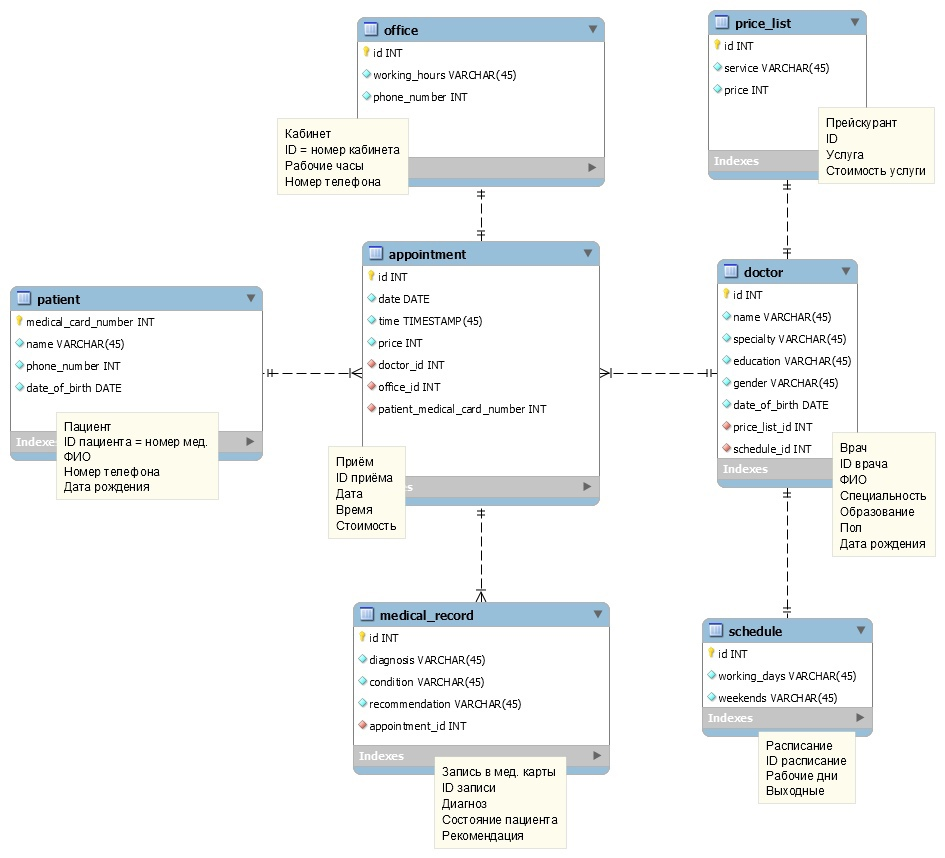 office
id INT
working_hours VARCHAR(45)
phone_number INT
Кабинет
ID = номер кабинета
Рабочие часы
Номер телефона
price_list
id INT
service VARCHAR(45)
price INT
Indexes
Прейскурант
ID
Услуга
Стоимость услуги
appointment
id INT
date DATE
time TIMESTAMP(45)
price INT
doctor_id INT
office_id INT
patient_medical_card_number INT
es
Приём
ID приёма
Дата
Время
Стоимость
patient
medical_card_number INT
name VARCHAR(45)
phone_number INT
date_of_birth DATE
Indexe
Пациент
ID пациента = номер мед.
ФИО
Номер телефона
Дата рождения
doctor
id INT
name VARCHAR(45)
specialty VARCHAR(45)
education VARCHAR(45)
gender VARCHAR(45)
date_of_birth DATE
price_list_id INT
schedule_id INT
Indexes
Врач
ID врача
ФИО
Специальность
Образование
Пол
Дата рождения
medical_record
id INT
diagnosis VARCHAR(45)
condition VARCHAR(45)
recommendation VARCHAR(45)
appointment_id INT
Indexes
Запись в мед. карты
ID записи
Диагноз
Состояние пациента
Рекомендация
schedule
id INT
working_days VARCHAR(45)
weekends VARCHAR(45)
Indexes
Расписание
ID расписание
Рабочие дни
Выходные